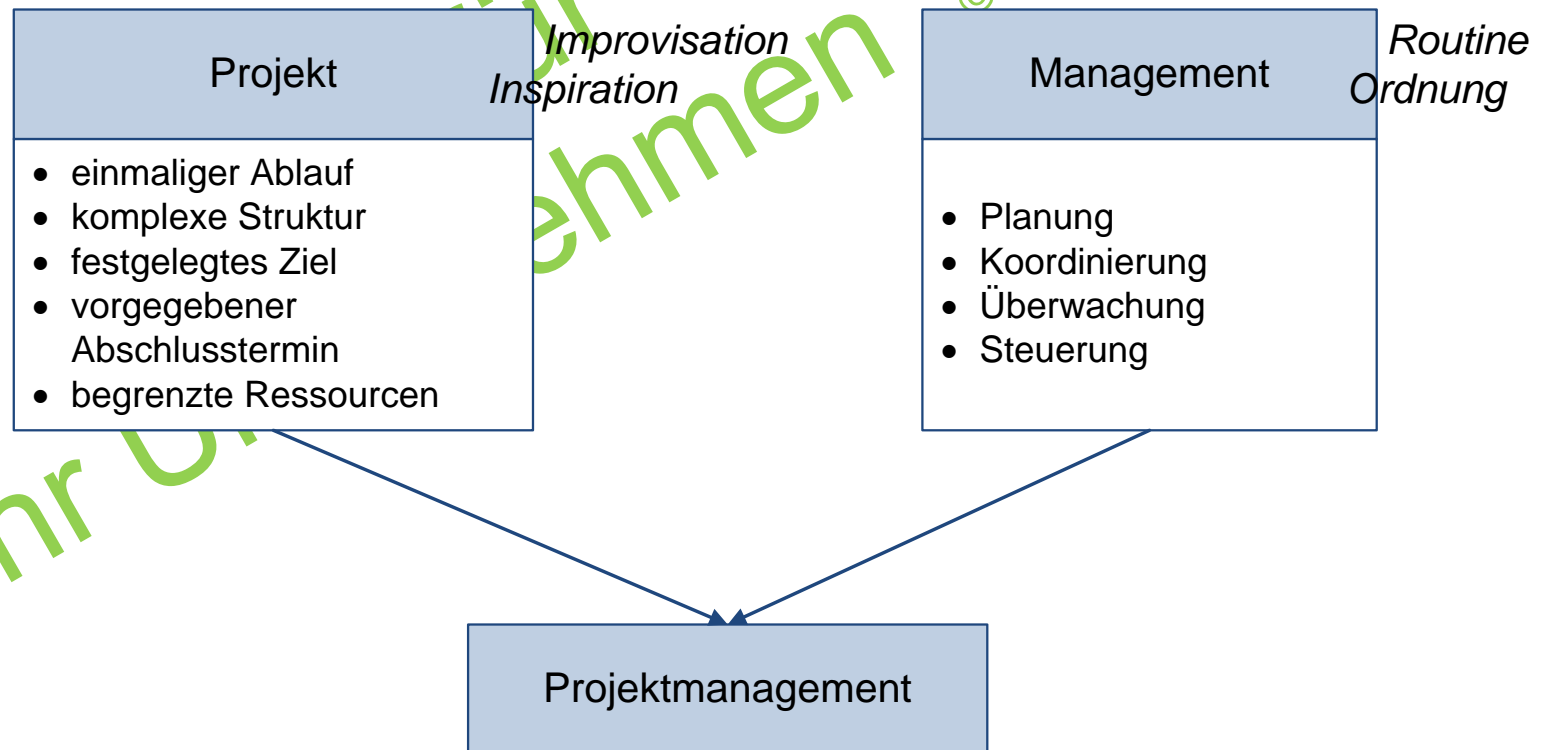 Projekt
Improvisation
Inspiration
• einmaliger Ablauf
• komplexe Struktur
• festgelegtes Ziel
• vorgegebener
Abschlusstermin
• begrenzte Ressourcen
Management
Routine
Ordnung
• Planung
• Koordinierung
• Überwachung
• Steuerung
Projektmanagement
©